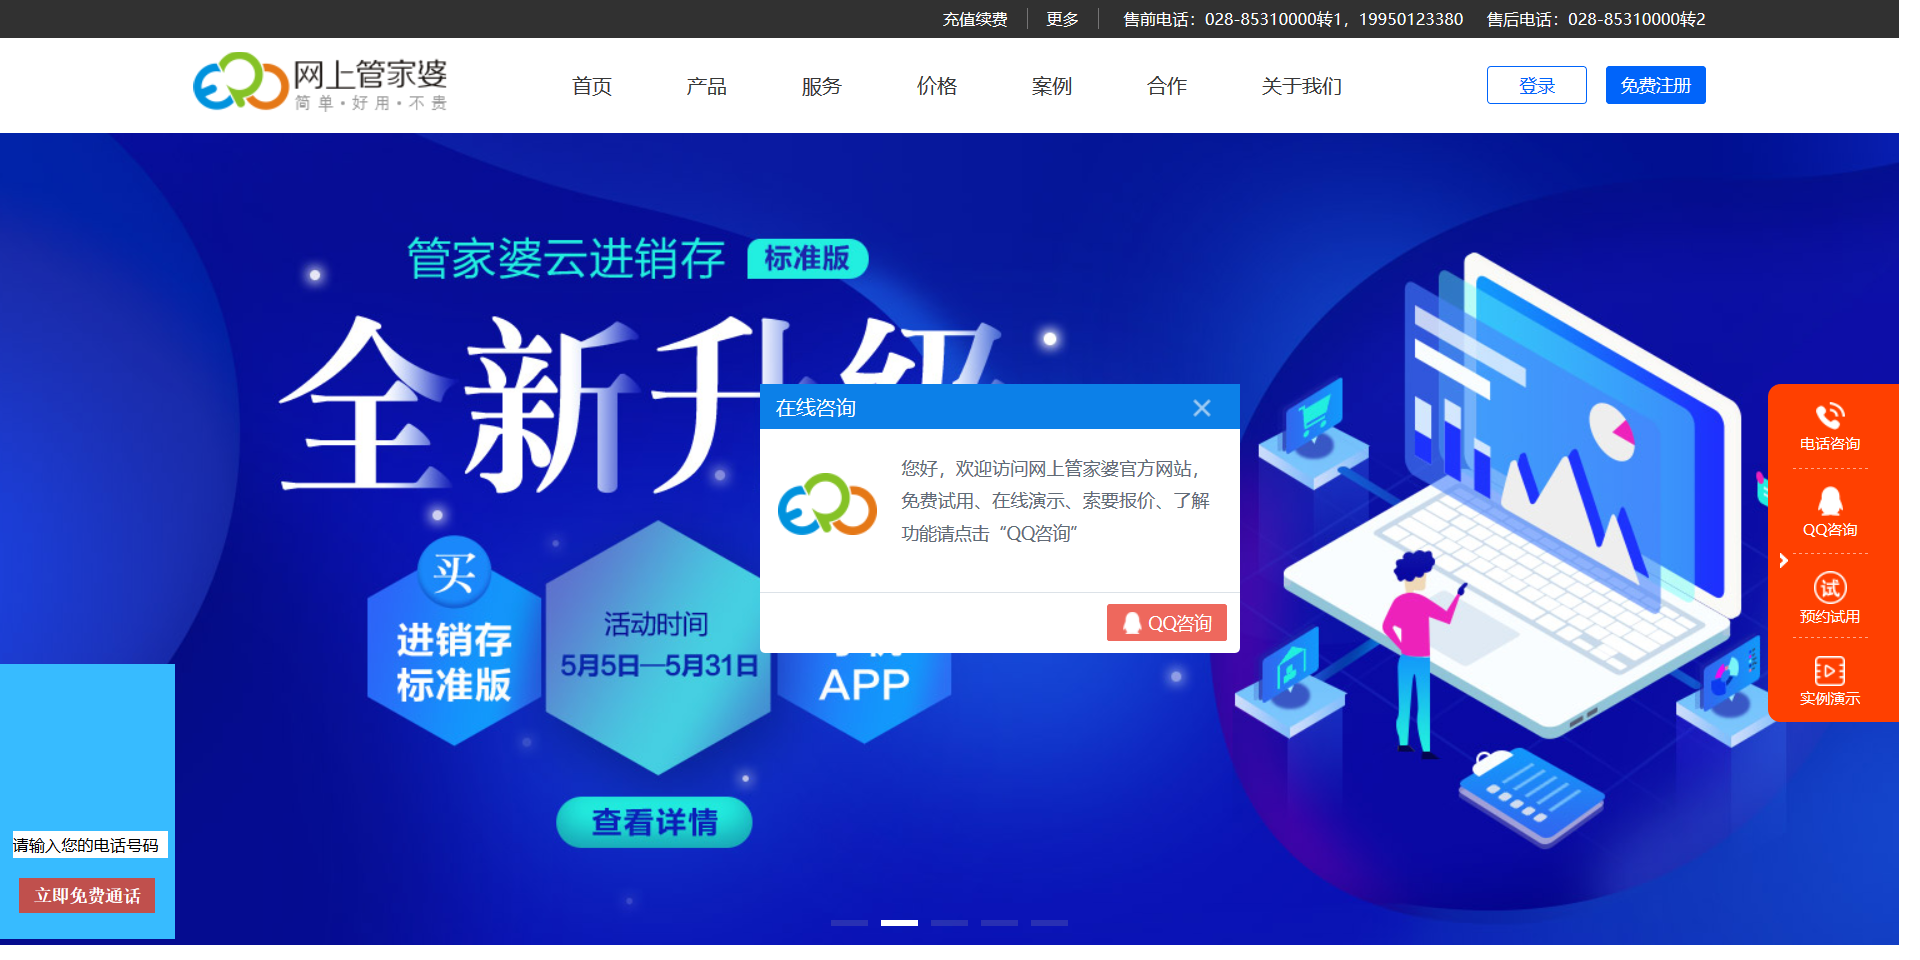 充值续费 更多 售前电话：028-85310000转1，19950123380 售后电话：028-85310000转2
网上管家婆
简单·好用·不贵
首页 产品 服务 价格 案例 合作 关于我们 登录 免费注册
管家婆云进销存 标准版
全新升级
在线咨询
您好，欢迎访问网上管家婆官方网站，
免费试用、在线演示、索要报价、了解
功能请点击“QQ咨询”
QQ咨询
电话咨询
QQ咨询
试
预约试用
实例演示
买
进销存
标准版
活动时间
5月5日—5月31日
APP
查看详情
请输入您的电话号码
立即免费通话